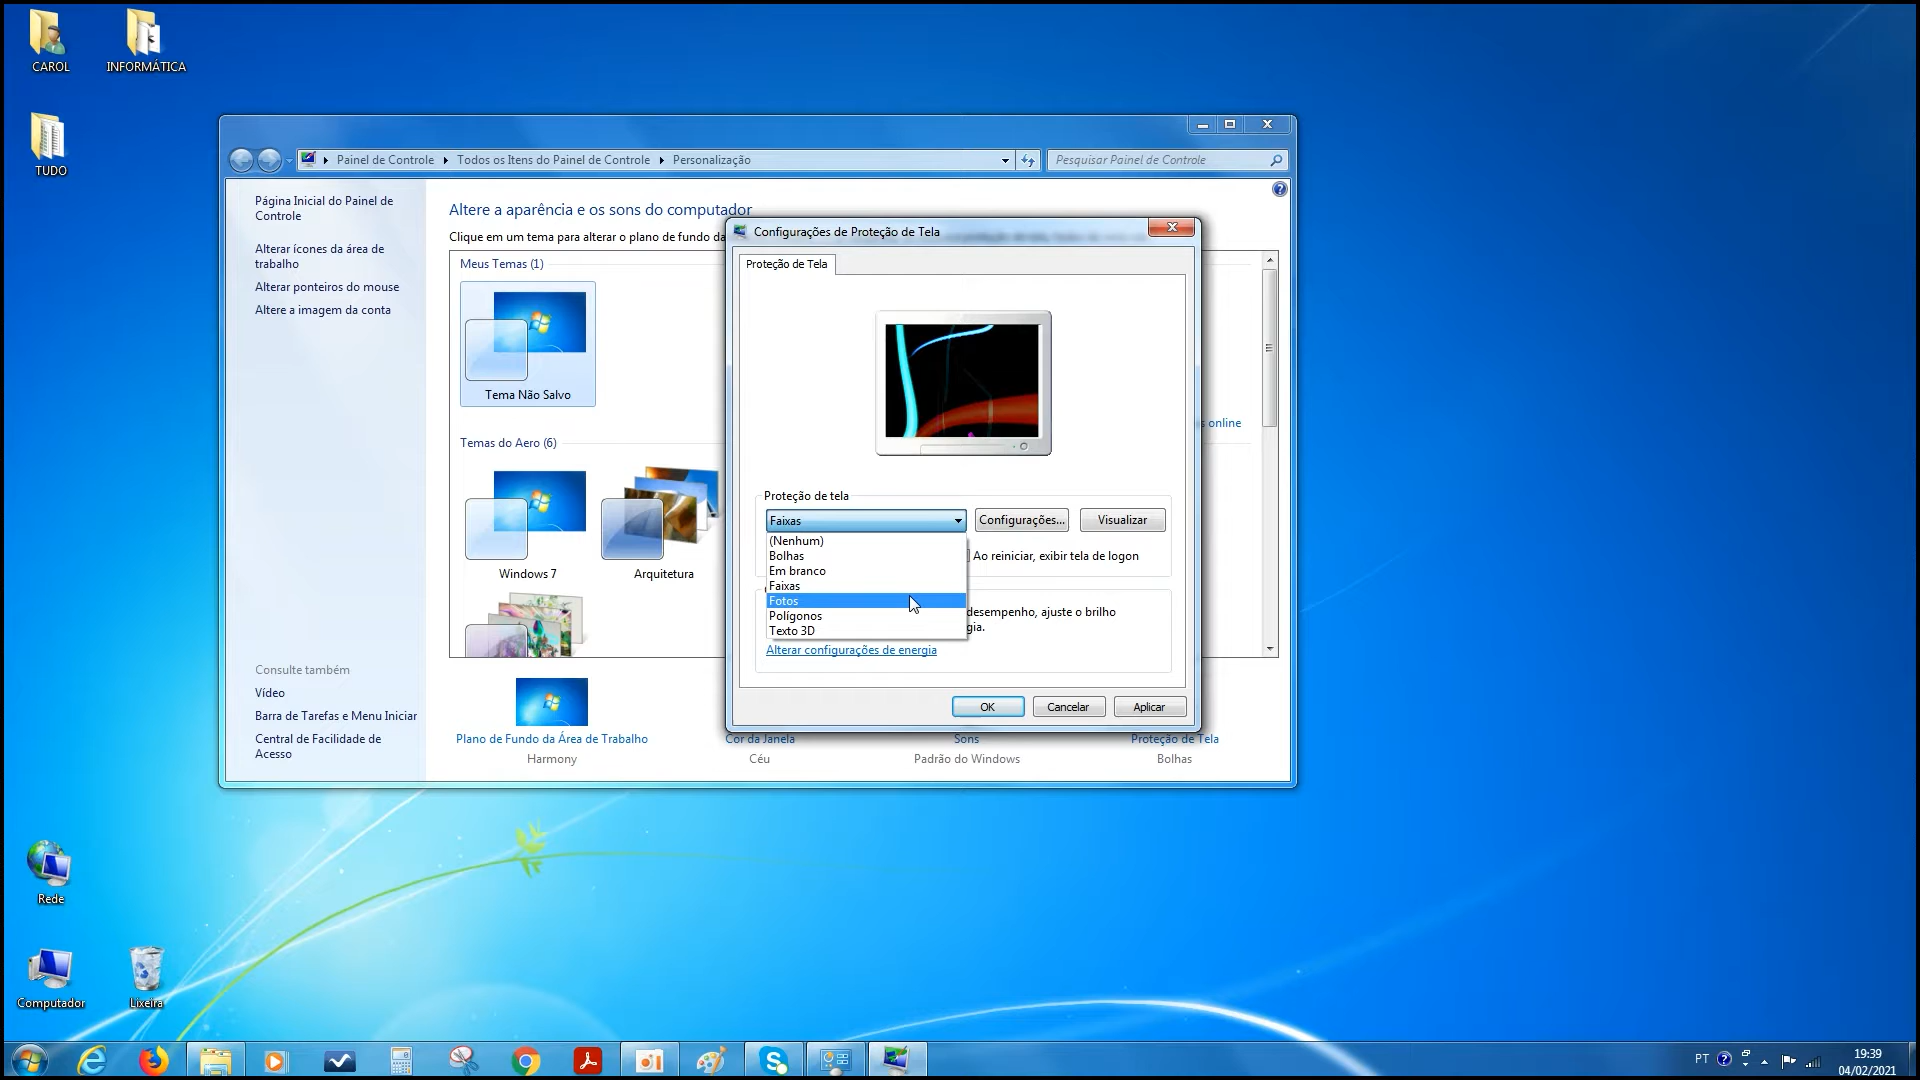 CAROL
INFORMÁTICA
TUDO
Painel de Controle
Todos os Itens do Painel de Controle
Personalização
Pesquisar Painel de Controle
Página Inicial do Painel de
Controle
Alterar ícones da área de
trabalho
Alterar ponteiros do mouse
Altere a imagem da conta
Consulte também
Vídeo
Barra de Tarefas e Menu Iniciar
Central de Facilidade de
Acesso
Altere a aparência e os sons do computador
Clique em um tema para alterar o plano de fundo da
Meus Temas (1)
Tema Não Salvo
s online
Temas do Aero (6)
Windows 7
Arquitetura
Plano de Fundo da Área de Trabalho
Harmony
Cor da Janela
Céu
Sons
Padrão do Windows
Proteção de Tela
Bolhas
Configurações de Proteção de Tela
Proteção de Tela
Proteção de tela
Faixas
Configurações...
Visualizar
(Nenhum)
Bolhas
Em branco
Faixas
Fotos
Polígonos
Texto 3D
Ao reiniciar, exibir tela de logon
desempenho, ajuste o brilho
gia.
Alterar configurações de energia
OK
Cancelar
Aplicar
Rede
Computador
Lixeira
PT
19:39
04/02/2021